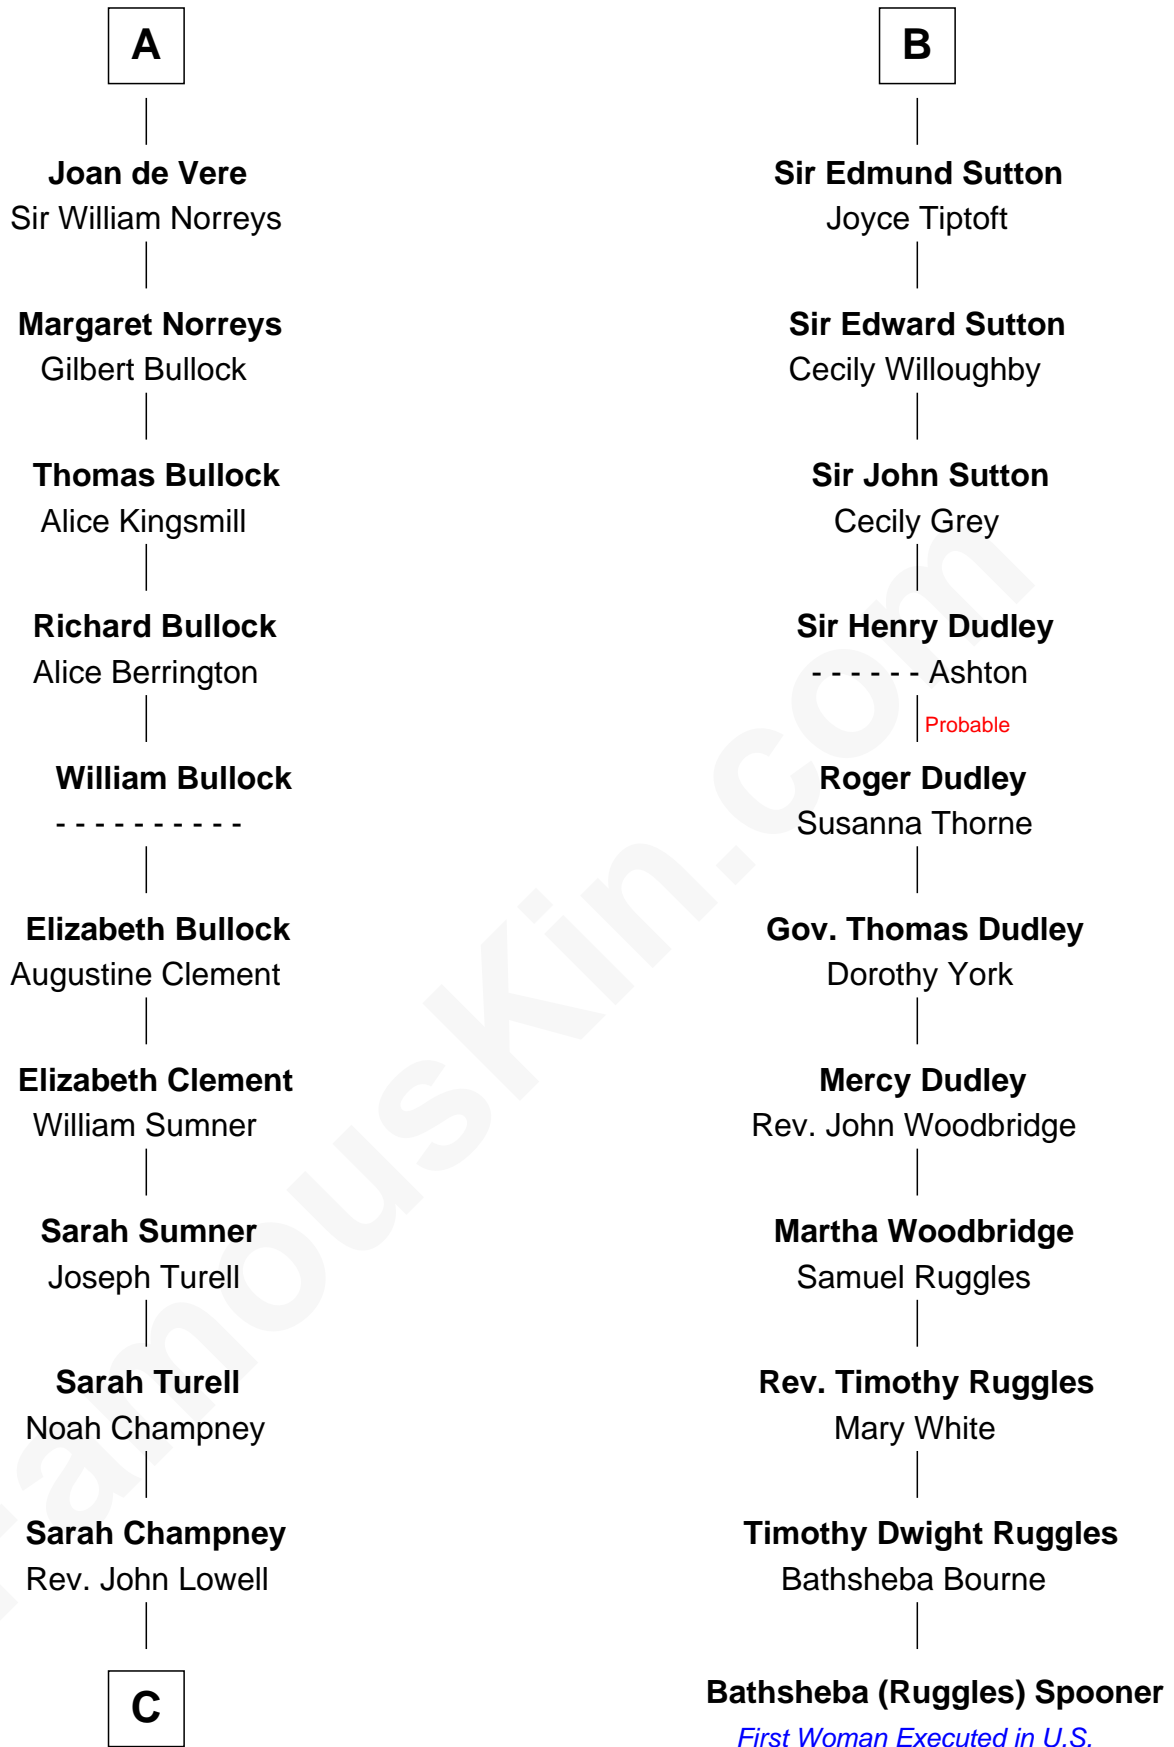 A
Joan de Vere
Sir William Norreys
Margaret Norreys
Gilbert Bullock
Thomas Bullock
Alice Kingsmill
Richard Bullock
Alice Berrington
William Bullock
- - - - - - - - - -
Elizabeth Bullock
Augustine Clement
Elizabeth Clement
William Sumner
Sarah Sumner
Joseph Turell
Sarah Turell
Noah Champney
Sarah Champney
Rev. John Lowell
C
B
Sir Edmund Sutton
Joyce Tiptoft
Sir Edward Sutton
Cecily Willoughby
Sir John Sutton
Cecily Grey
Sir Henry Dudley
- - - - - - Ashton
Probable
Roger Dudley
Susanna Thorne
Gov. Thomas Dudley
Dorothy York
Mercy Dudley
Rev. John Woodbridge
Martha Woodbridge
Samuel Ruggles
Rev. Timothy Ruggles
Mary White
Timothy Dwight Ruggles
Bathsheba Bourne
Bathsheba (Ruggles) Spooner
First Woman Executed in U.S.
FamousKin.com